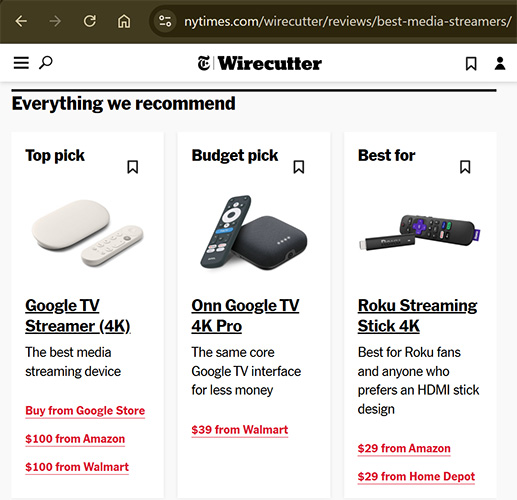 nytimes.com/wirecutter/reviews/best-media-streamers/
Wirecutter
Everything we recommend
Top pick
Google TV
Streamer (4K)
The best media
streaming device
Buy from Google Store
$100 from Amazon
$100 from Walmart
Budget pick
Onn Google TV
4K Pro
The same core
Google TV interface
for less money
$39 from Walmart
Best for
Roku Streaming
Stick 4K
Best for Roku fans
and anyone who
prefers an HDMI stick
design
$29 from Amazon
$29 from Home Depot